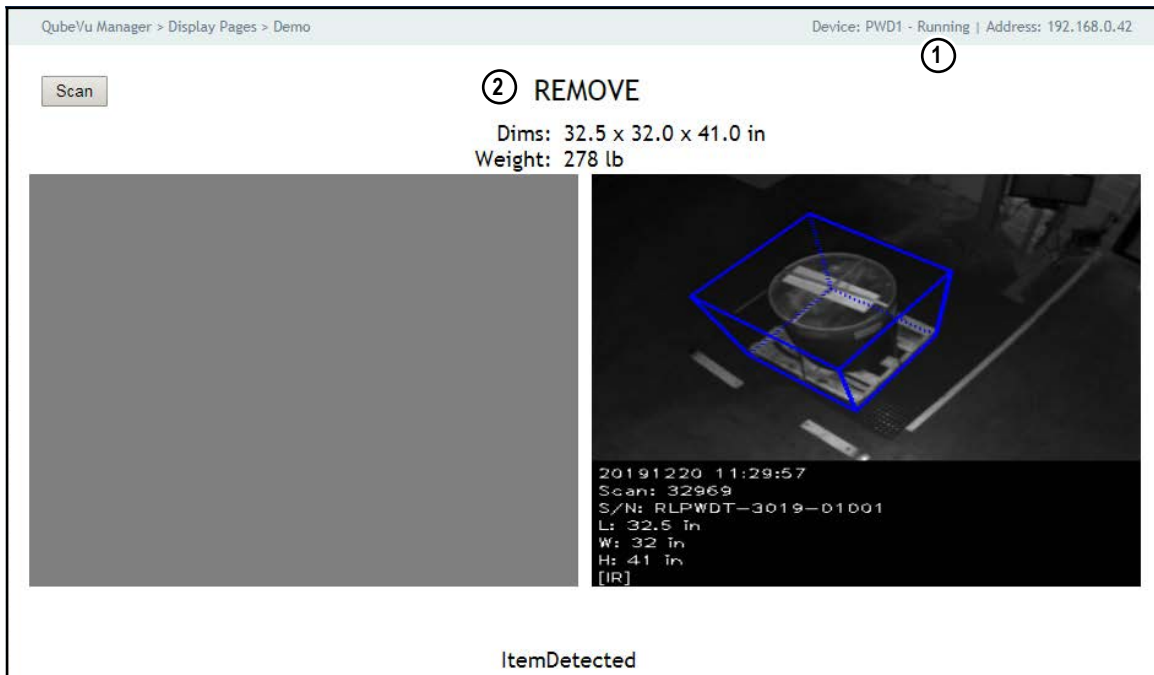 QubeVu Manager > Display Pages > Demo
Device: PWD1 - Running | Address: 192.168.0.42
1
Scan
2 REMOVE
Dims: 32.5 x 32.0 x 41.0 in
Weight: 278 lb
20191220 11:29:57
Scan: 32969
S/N: RLPWDT-3019-01001
L: 32.5 in
W: 32 in
H: 41 in
[IR]
ItemDetected